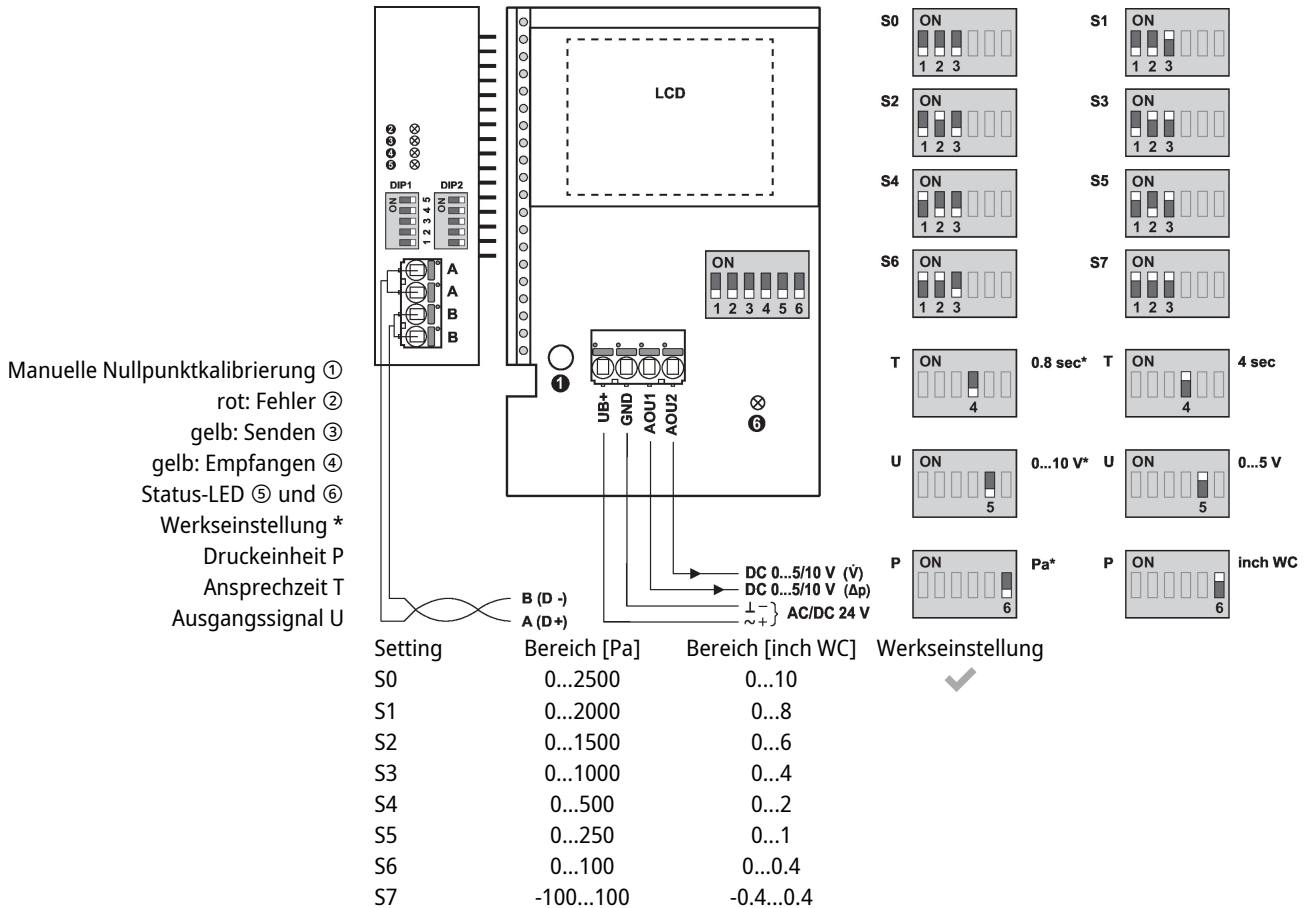 S0 ON
1 2 3
S1 ON
1 2 3
LCD
S2 ON
1 2 3
S3 ON
1 2 3
❷
❸
❹
❺
DIP1 DIP2
ON 1 2 3 4 5 ON
S4 ON
1 2 3
S5 ON
1 2 3
A
A
B
B
ON
1 2 3 4 5 6
S6 ON
1 2 3
S7 ON
1 2 3
Manuelle Nullpunktkalibrierung ①
rot: Fehler ②
gelb: Senden ③
gelb: Empfangen ④
Status-LED ⑤ und ⑥
Werkseinstellung *
Druckeinheit P
Ansprechzeit T
Ausgangssignal U
❶
UB+
GND
AOU1
AOU2
❻
T ON 0.8 sec*
4
T ON 4 sec
4
U ON 0...10 V*
5
U ON 0...5 V
5
P ON Pa*
6
P ON inch WC
6
DC 0...5/10 V (V̇)
DC 0...5/10 V (Δp)
⊥ −
~ + } AC/DC 24 V
B (D -)
A (D+)
Setting Bereich [Pa] Bereich [inch WC] Werkseinstellung
S0 0...2500 0...10 ✓
S1 0...2000 0...8
S2 0...1500 0...6
S3 0...1000 0...4
S4 0...500 0...2
S5 0...250 0...1
S6 0...100 0...0.4
S7 -100...100 -0.4...0.4